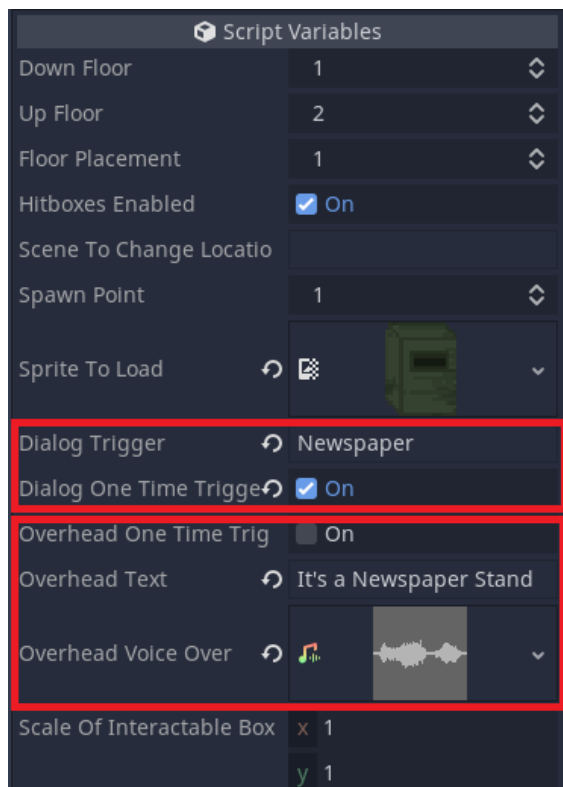 Script Variables
Down Floor 1
Up Floor 2
Floor Placement 1
Hitboxes Enabled On
Scene To Change Locatio
Spawn Point 1
Sprite To Load
Dialog Trigger Newspaper
Dialog One Time Trigge On
Overhead One Time Trig On
Overhead Text It's a Newspaper Stand
Overhead Voice Over
Scale Of Interactable Box x 1
y 1